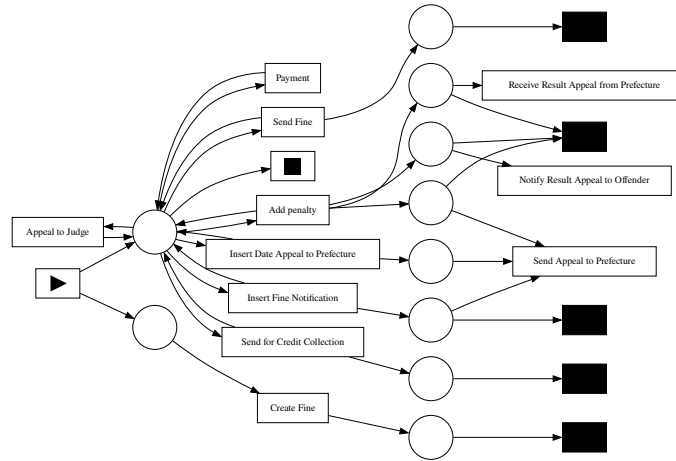 Payment
Receive Result Appeal from Prefecture
Send Fine
Notify Result Appeal to Offender
Add penalty
Appeal to Judge
Insert Date Appeal to Prefecture
Send Appeal to Prefecture
Insert Fine Notification
Send for Credit Collection
Create Fine